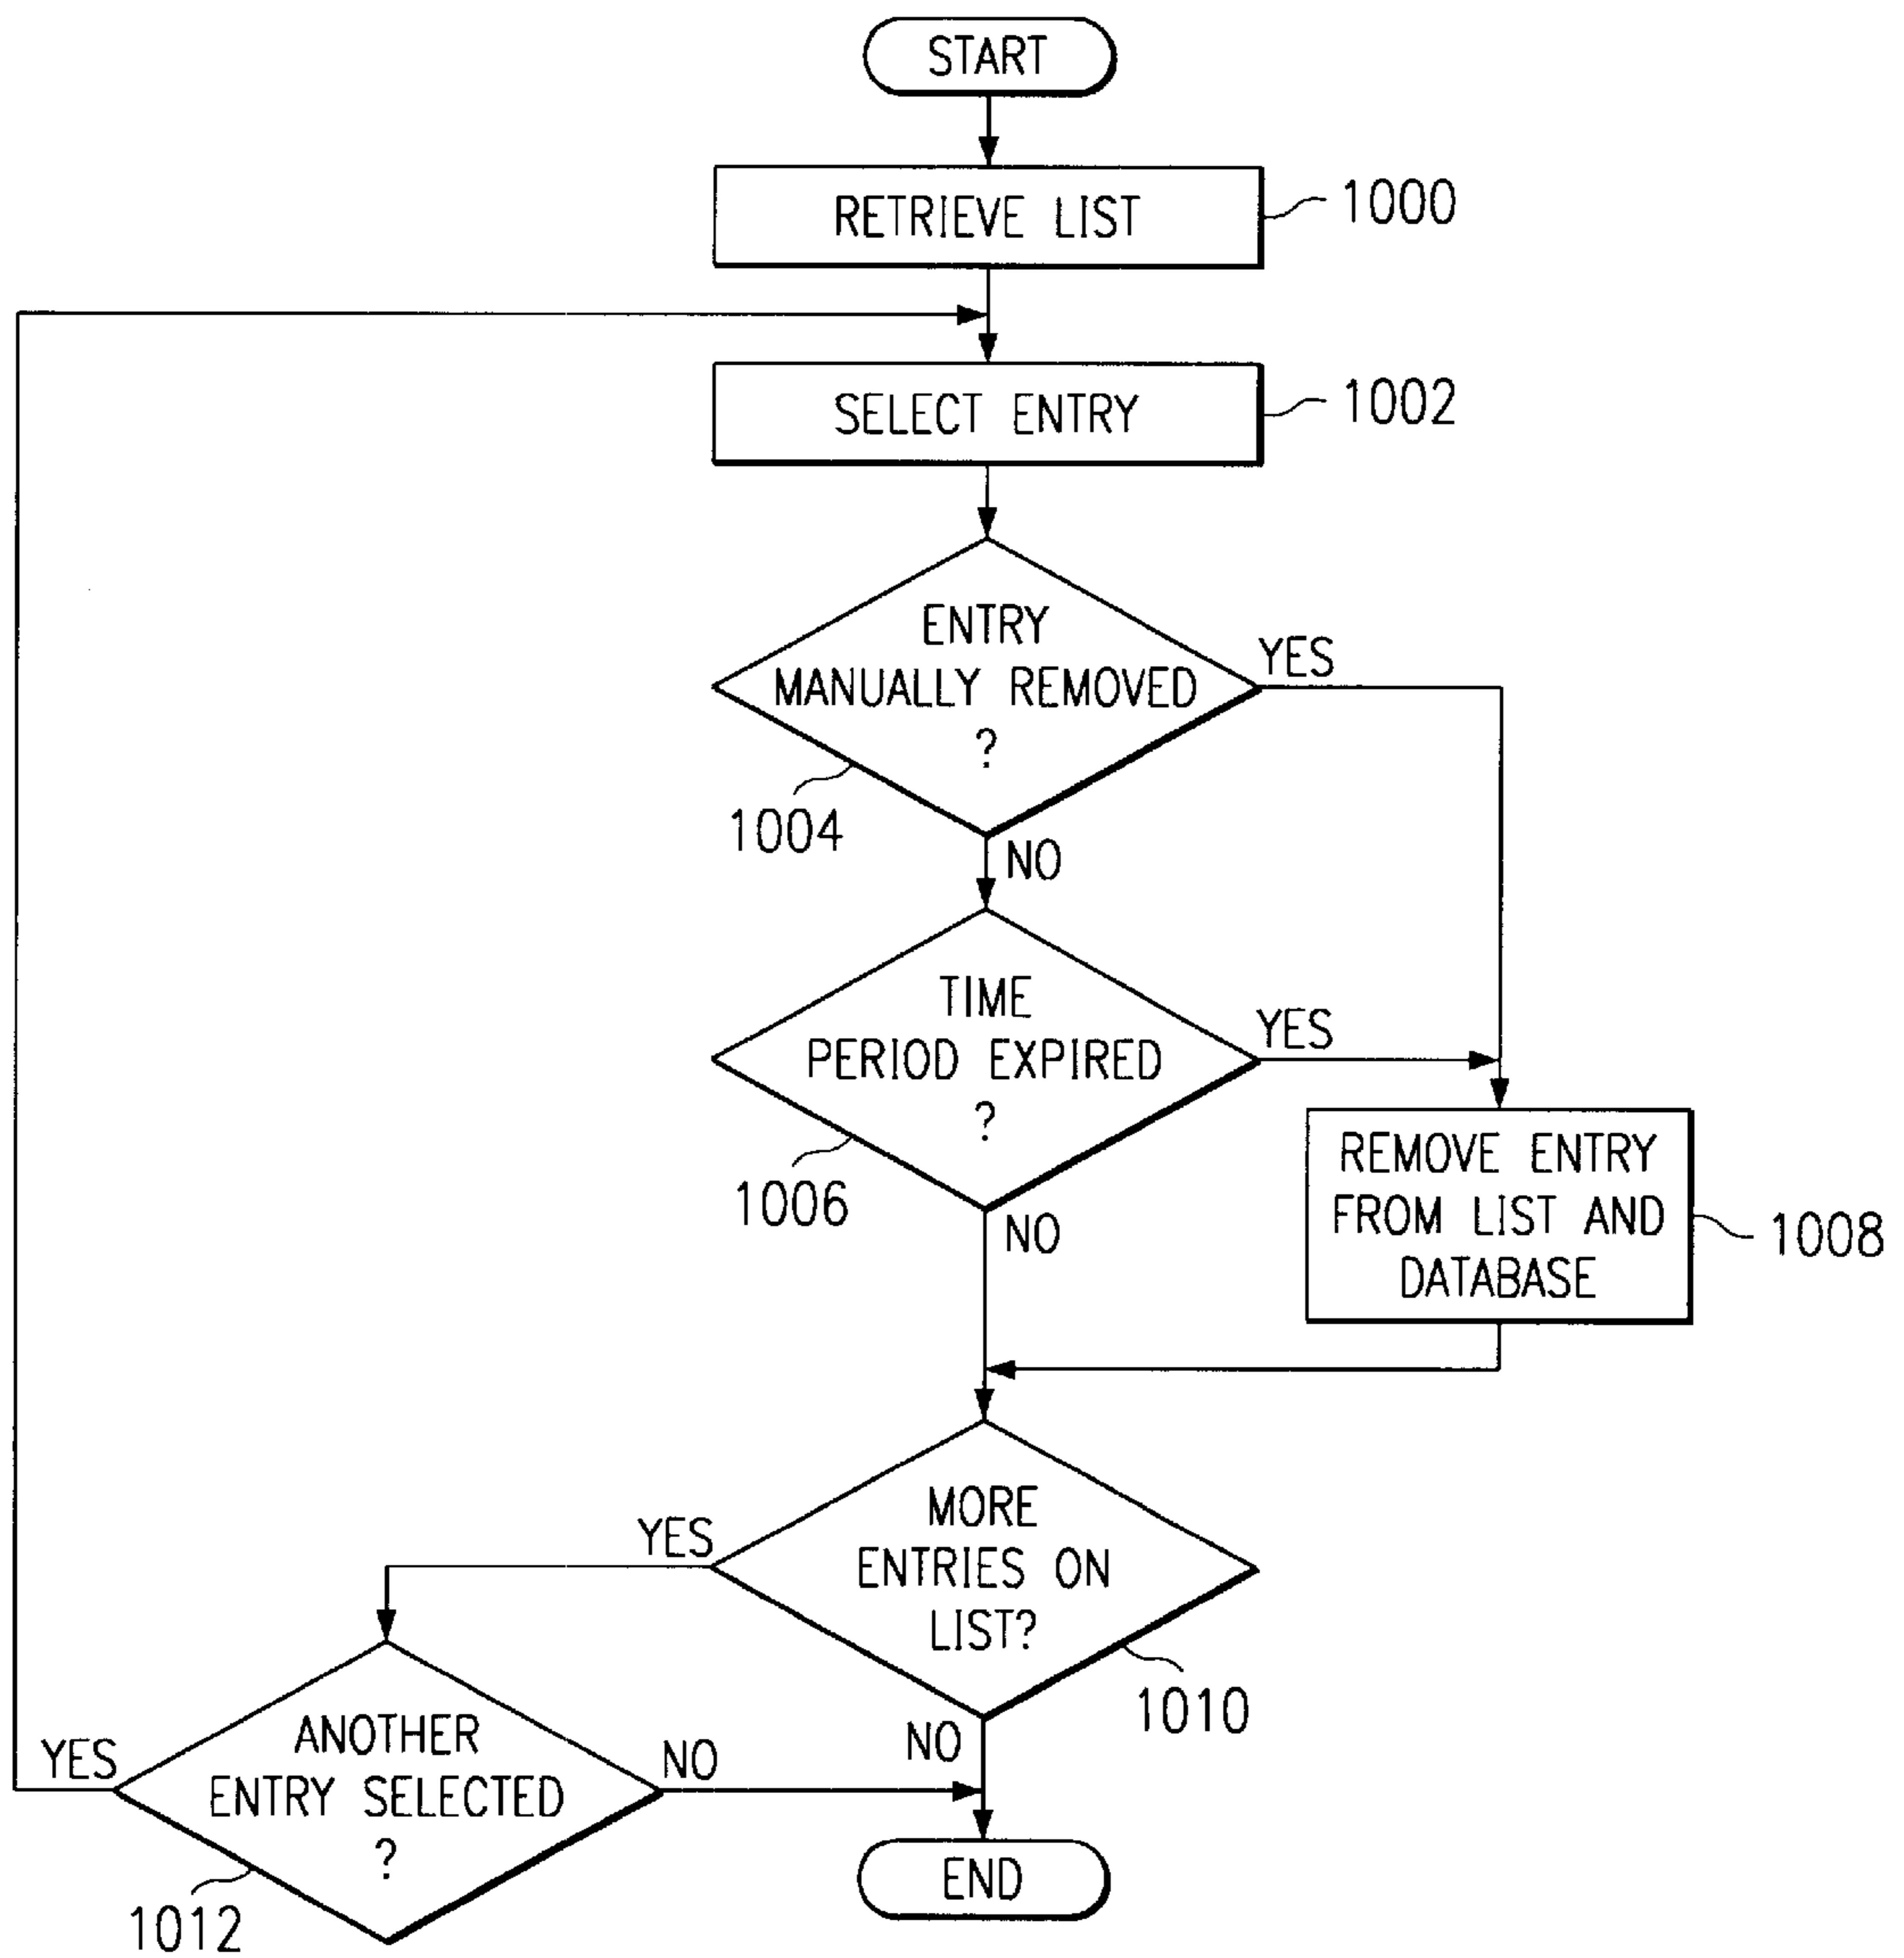 START
RETRIEVE LIST
1000
SELECT ENTRY
1002
ENTRY
MANUALLY REMOVED
?
YES
1004
NO
TIME
PERIOD EXPIRED
?
YES
1006
NO
REMOVE ENTRY
FROM LIST AND
DATABASE
1008
MORE
ENTRIES ON
LIST?
YES
1010
NO
ANOTHER
ENTRY SELECTED
?
YES
NO
1012
END